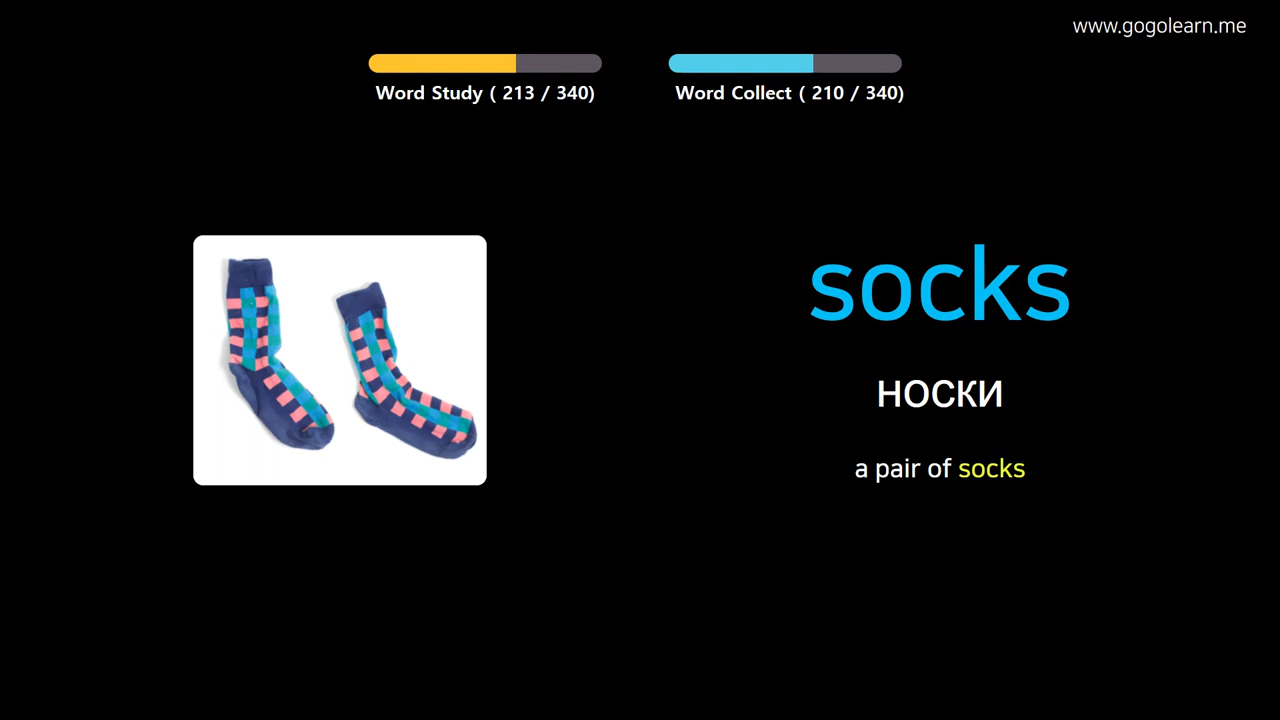 www.gogolearn.me
Word Study ( 213 / 340)
Word Collect ( 210 / 340)
socks
носки
a pair of socks